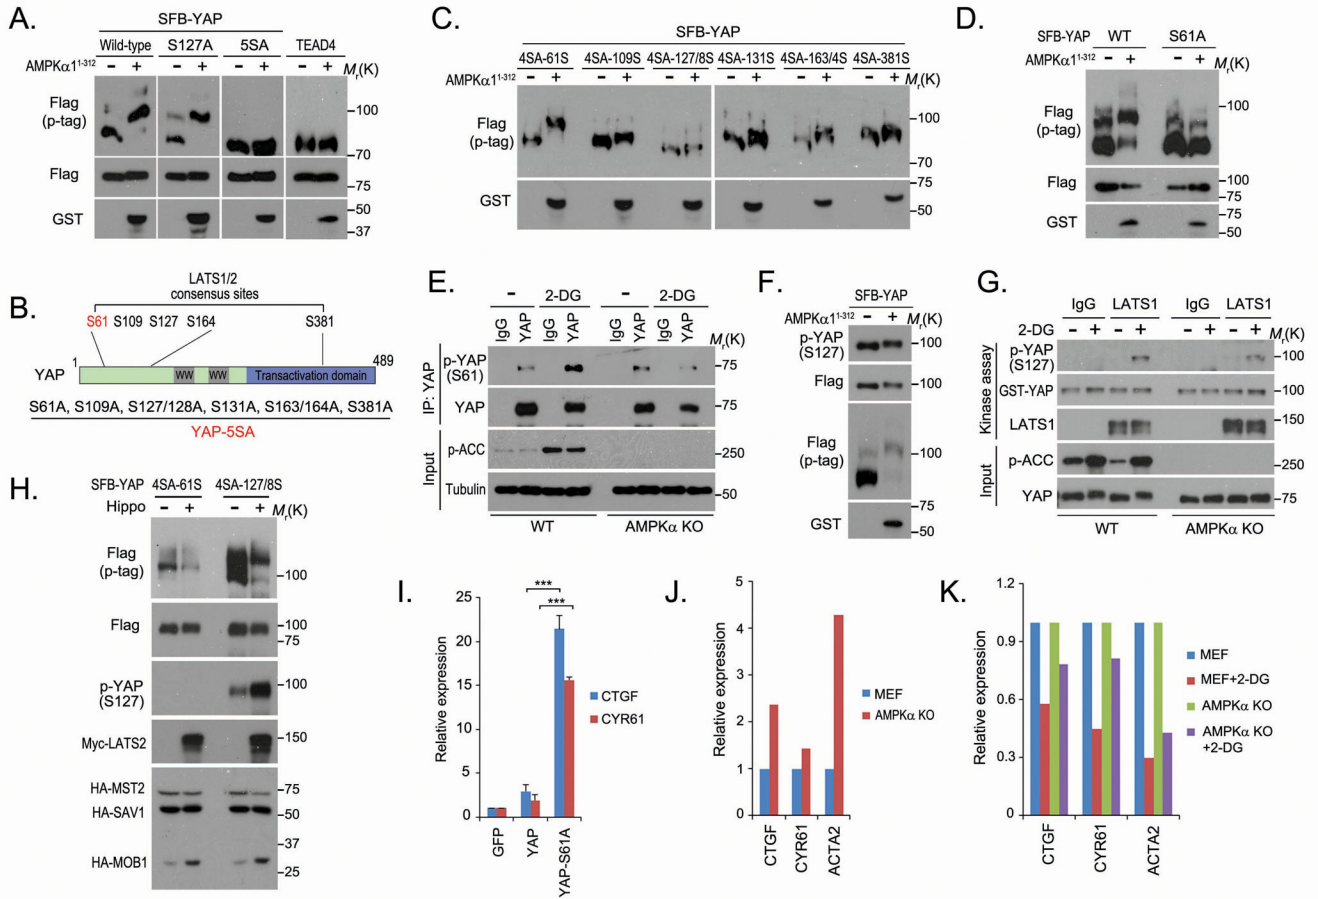 A.
SFB-YAP
Wild-type S127A 5SA TEAD4
AMPKα1¹⁻³¹² - + - + - + - + Mr(K)
Flag
(p-tag)
100
70
Flag
75
GST
50
37
B.
LATS1/2
consensus sites
S61 S109 S127 S164 S381
1 489
YAP WW WW Transactivation domain
S61A, S109A, S127/128A, S131A, S163/164A, S381A
YAP-5SA
C.
SFB-YAP
4SA-61S 4SA-109S 4SA-127/8S 4SA-131S 4SA-163/4S 4SA-381S
AMPKα1¹⁻³¹² - + - + - + - + - + - + Mr(K)
Flag
(p-tag)
100
70
75
GST
50
D.
SFB-YAP WT S61A
AMPKα1¹⁻³¹² - + - + Mr(K)
Flag
(p-tag)
100
Flag
100
75
GST
75
50
E.
- 2-DG - 2-DG
IgG YAP IgG YAP IgG YAP IgG YAP Mr(K)
IP: YAP
p-YAP
(S61)
75
YAP
75
Input
p-ACC
250
Tubulin
50
WT AMPKα KO
F.
SFB-YAP
AMPKα1¹⁻³¹² - + Mr(K)
p-YAP
(S127)
100
Flag
100
Flag
(p-tag)
100
75
GST
75
50
G.
IgG LATS1 IgG LATS1
2-DG - + - + - + - + Mr(K)
Kinase assay
p-YAP
(S127)
100
GST-YAP
100
LATS1
150
Input
p-ACC
250
YAP
75
WT AMPKα KO
H.
SFB-YAP 4SA-61S 4SA-127/8S
Hippo - + - + Mr(K)
Flag
(p-tag)
100
Flag
100
75
p-YAP
(S127)
100
Myc-LATS2
150
HA-MST2
75
HA-SAV1
50
37
HA-MOB1
25
I.
Relative expression
25
20
15
10
5
0
***
***
GFP YAP YAP-S61A
CTGF
CYR61
J.
Relative expression
5
4
3
2
1
0
CTGF CYR61 ACTA2
MEF
AMPKα KO
K.
Relative expression
1.2
0.9
0.6
0.3
0
CTGF CYR61 ACTA2
MEF
MEF+2-DG
AMPKα KO
AMPKα KO
+2-DG